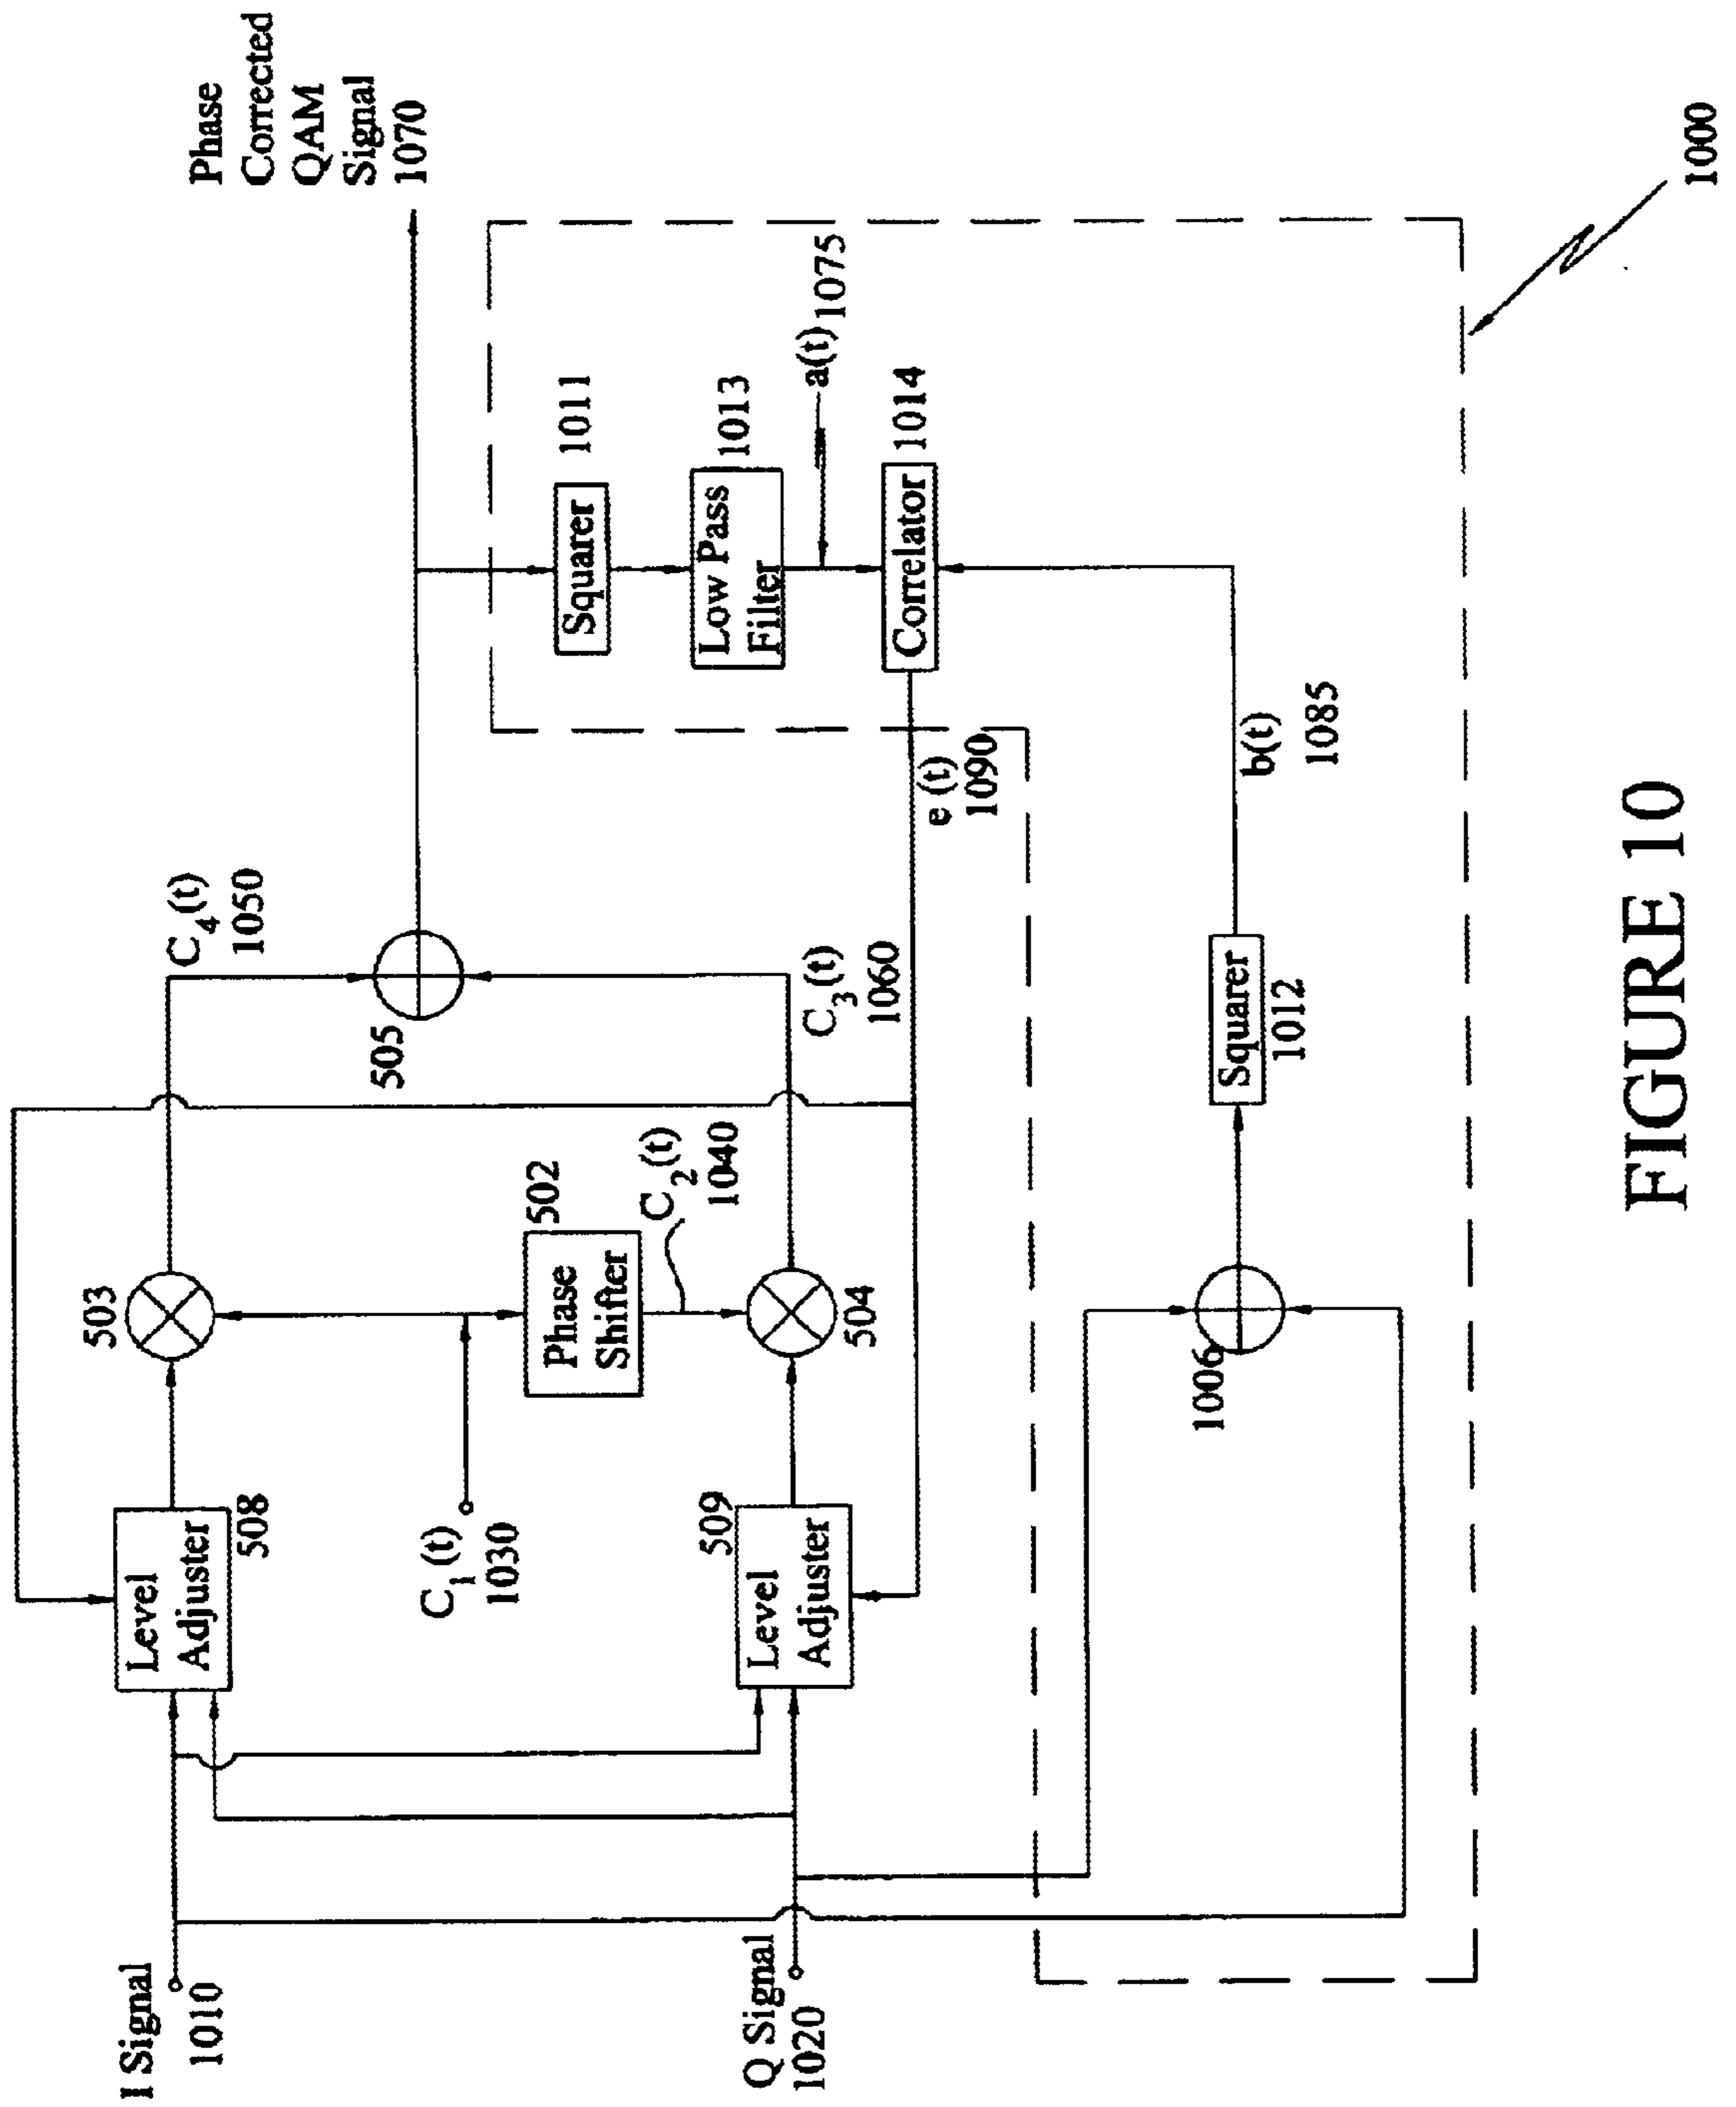 I Signal
1010
Q Signal
1020
Level
Adjuster
508
Level
Adjuster
509
C1(t)
1030
503
Phase
Shifter
502
C2(t)
1040
504
C4(t)
1050
505
C3(t)
1060
Phase
Corrected
QAM
Signal
1070
Squarer
1011
Low Pass
Filter
1013
a(t)
1075
Correlator
1014
e(t)
1090
b(t)
1085
Squarer
1012
1006
1000
FIGURE 10